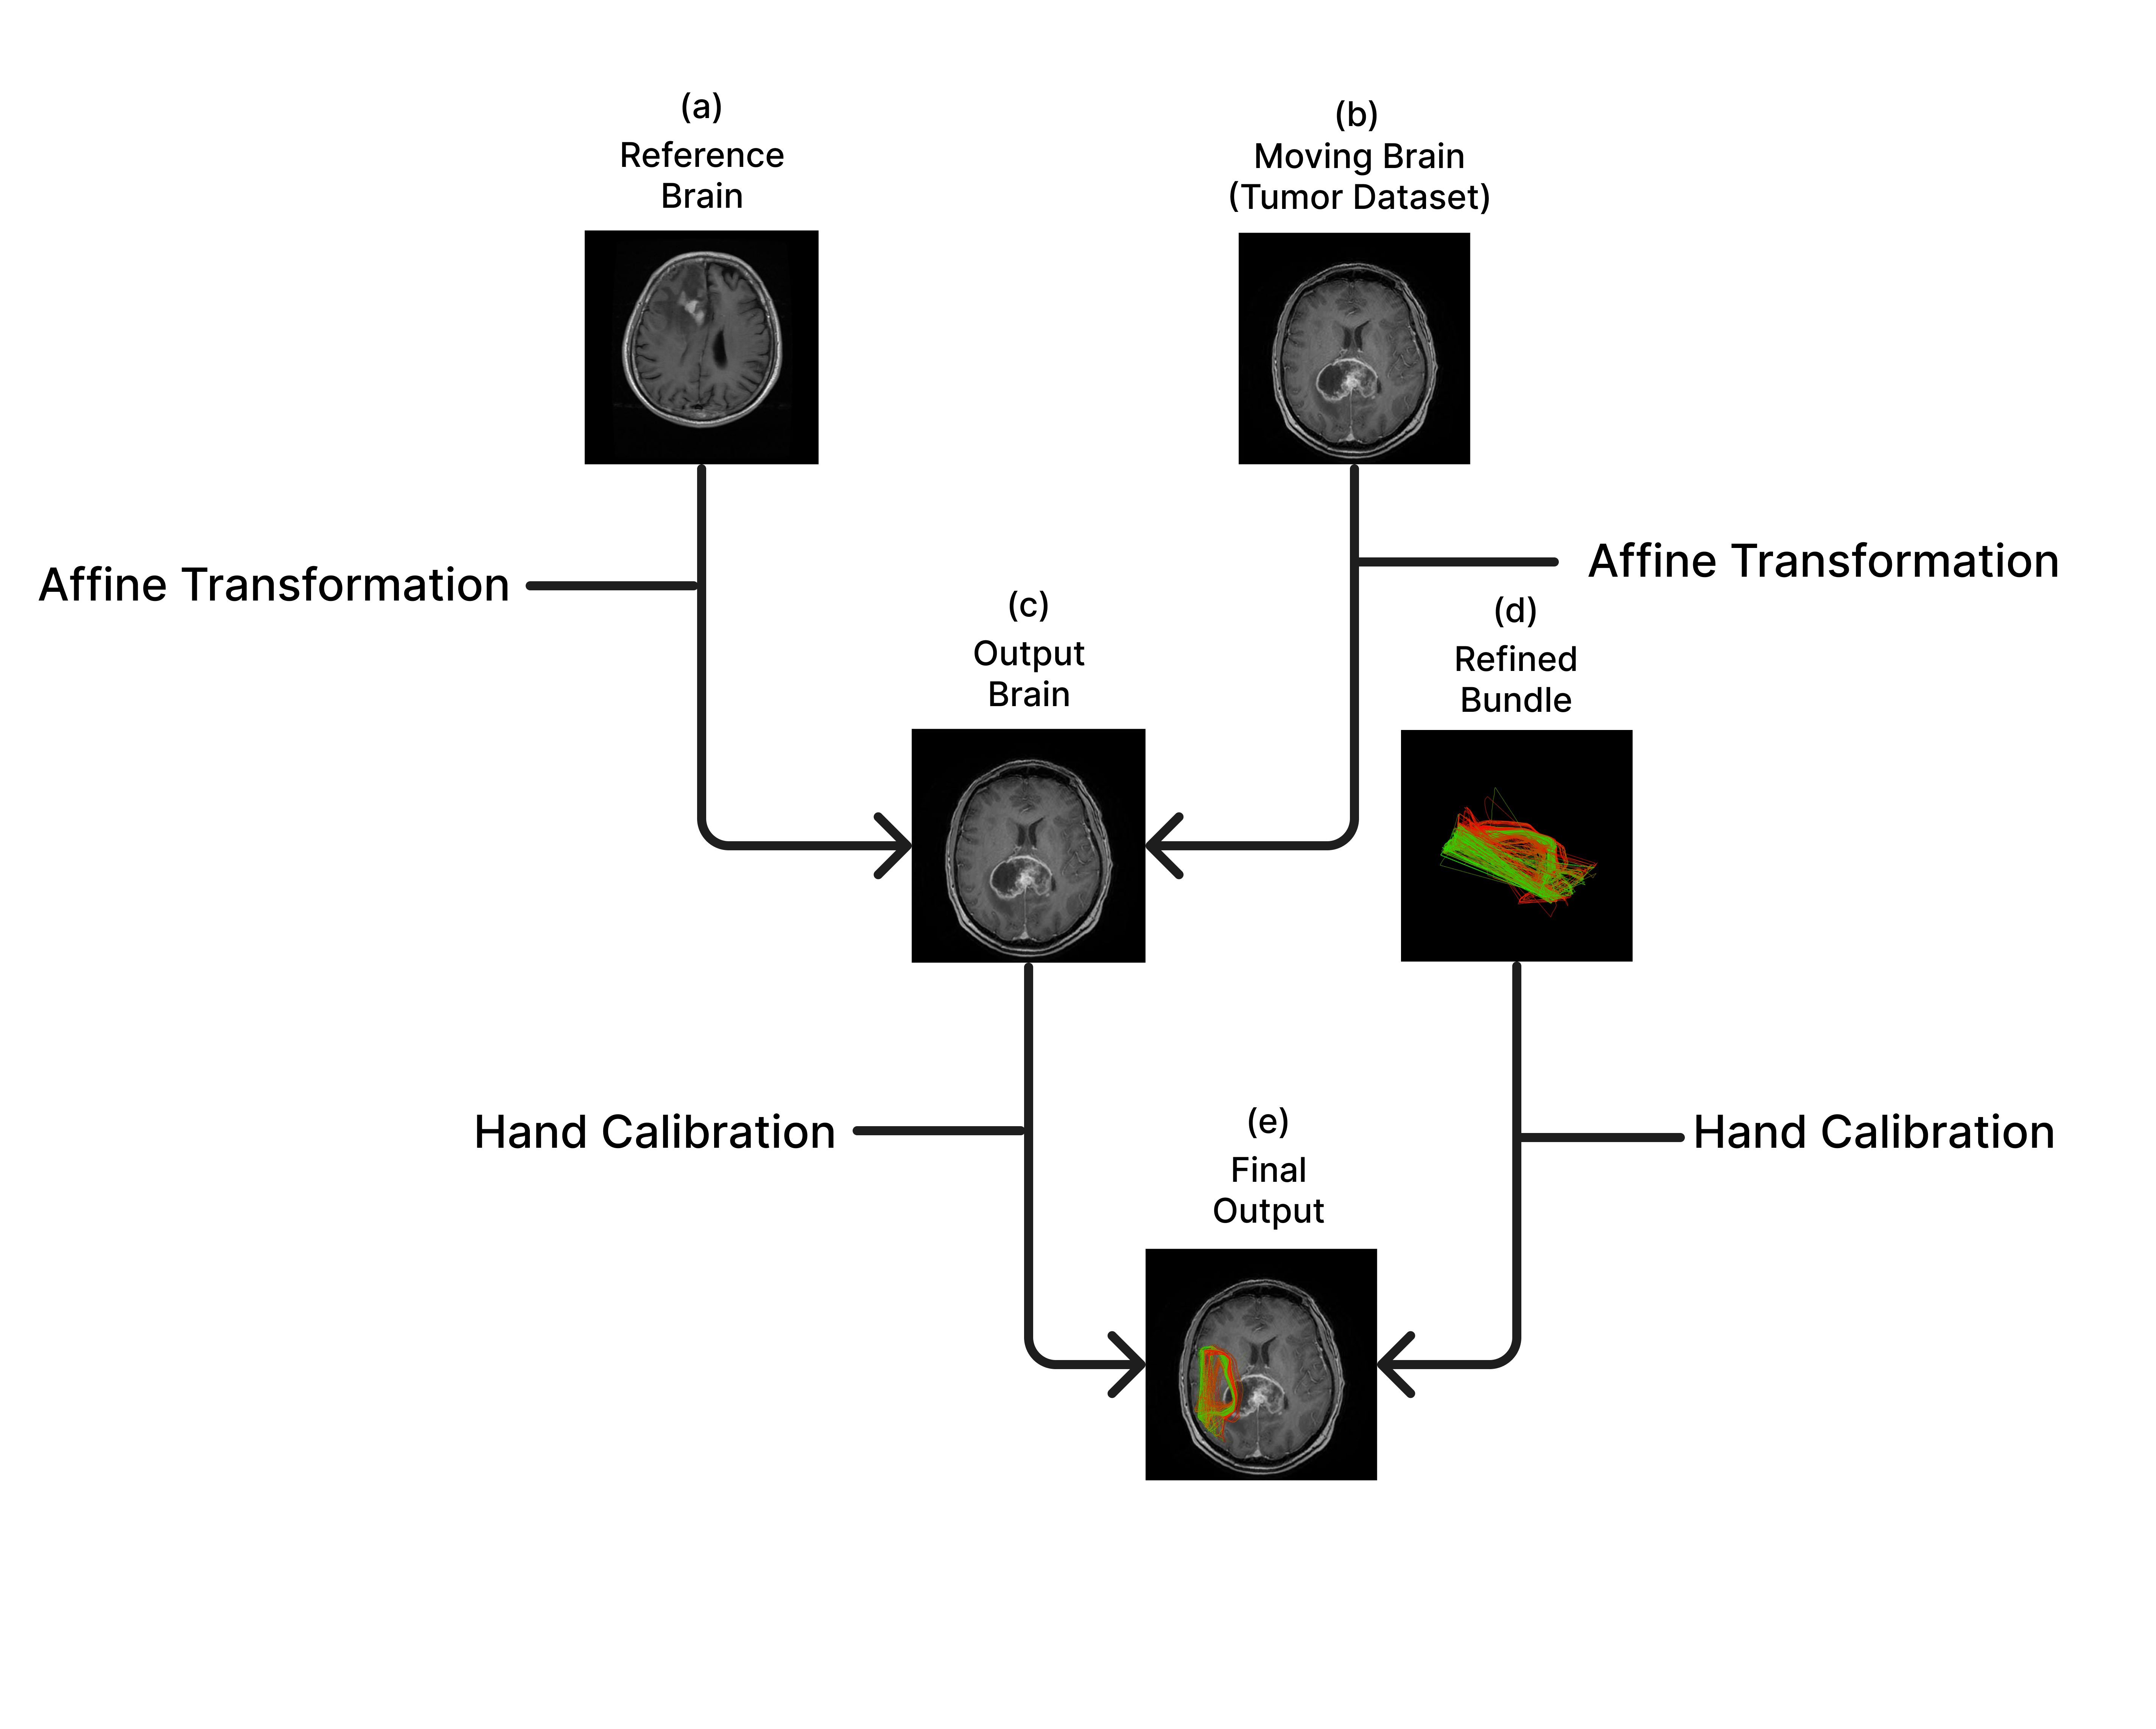 (a)
Reference
Brain
(b)
Moving Brain
(Tumor Dataset)
Affine Transformation
Affine Transformation
(c)
Output
Brain
(d)
Refined
Bundle
Hand Calibration
Hand Calibration
(e)
Final
Output